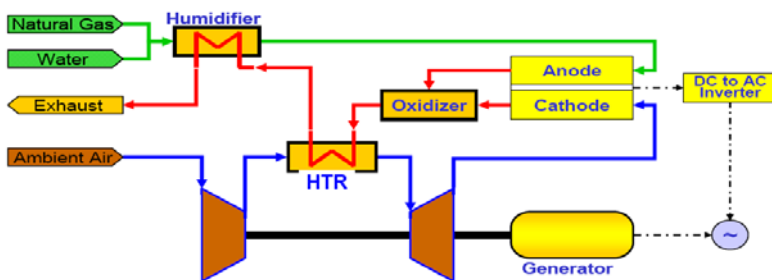 Natural Gas
Humidifier
Water
Anode
DC to AC
Inverter
Exhaust
Oxidizer
Cathode
Ambient Air
HTR
Generator
~